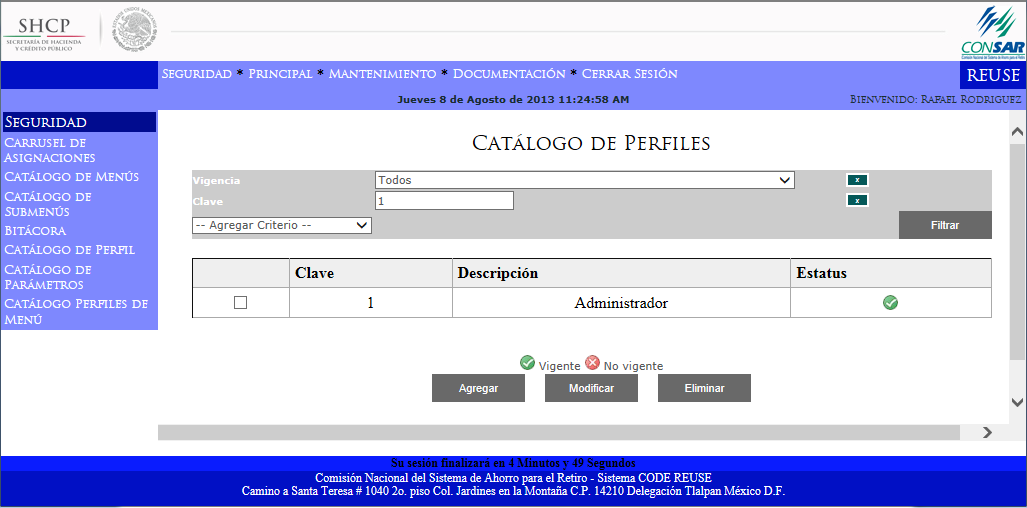 SHCP
SECRETARÍA DE HACIENDA
Y CRÉDITO PÚBLICO
ESTADOS UNIDOS MEXICANOS
CONSAR
Comisión Nacional del Sistema de Ahorro para el Retiro
SEGURIDAD * PRINCIPAL * MANTENIMIENTO * DOCUMENTACIÓN * CERRAR SESIÓN
REUSE
Jueves 8 de Agosto de 2013 11:24:58 AM
BIENVENIDO: RAFAEL RODRIGUEZ
SEGURIDAD
CARRUSEL DE
ASIGNACIONES
CATÁLOGO DE MENÚS
CATÁLOGO DE
SUBMENÚS
BITÁCORA
CATÁLOGO DE PERFIL
CATÁLOGO DE
PARÁMETROS
CATÁLOGO PERFILES DE
MENÚ
CATÁLOGO DE PERFILES
Vigencia Todos x
Clave 1 x
-- Agregar Criterio -- Filtrar
Clave Descripción Estatus
1 Administrador
Vigente No vigente
Agregar Modificar Eliminar
Su sesión finalizará en 4 Minutos y 49 Segundos
Comisión Nacional del Sistema de Ahorro para el Retiro - Sistema CODE REUSE
Camino a Santa Teresa # 1040 2o. piso Col. Jardines en la Montaña C.P. 14210 Delegación Tlalpan México D.F.